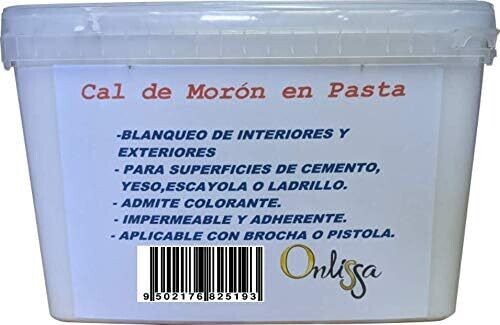 Cal de Morón en Pasta
-BLANQUEO DE INTERIORES Y
EXTERIORES
- PARA SUPERFICIES DE CEMENTO,
YESO,ESCAYOLA O LADRILLO.
- ADMITE COLORANTE.
- IMPERMEABLE Y ADHERENTE.
- APLICABLE CON BROCHA O PISTOLA.
Onlissa
9 502176 825193